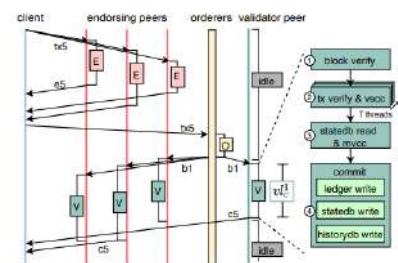 client endorsing peers orderers validator peer
tx5
E
E
E
e5
idle
tx5
O
b1
b1
V
V
V
V
c5
c5
idle
1 block verify
2 tx verify & vscc
T threads
3 statedb read
& mvcc
commit
ledger write
4 statedb write
historydb write